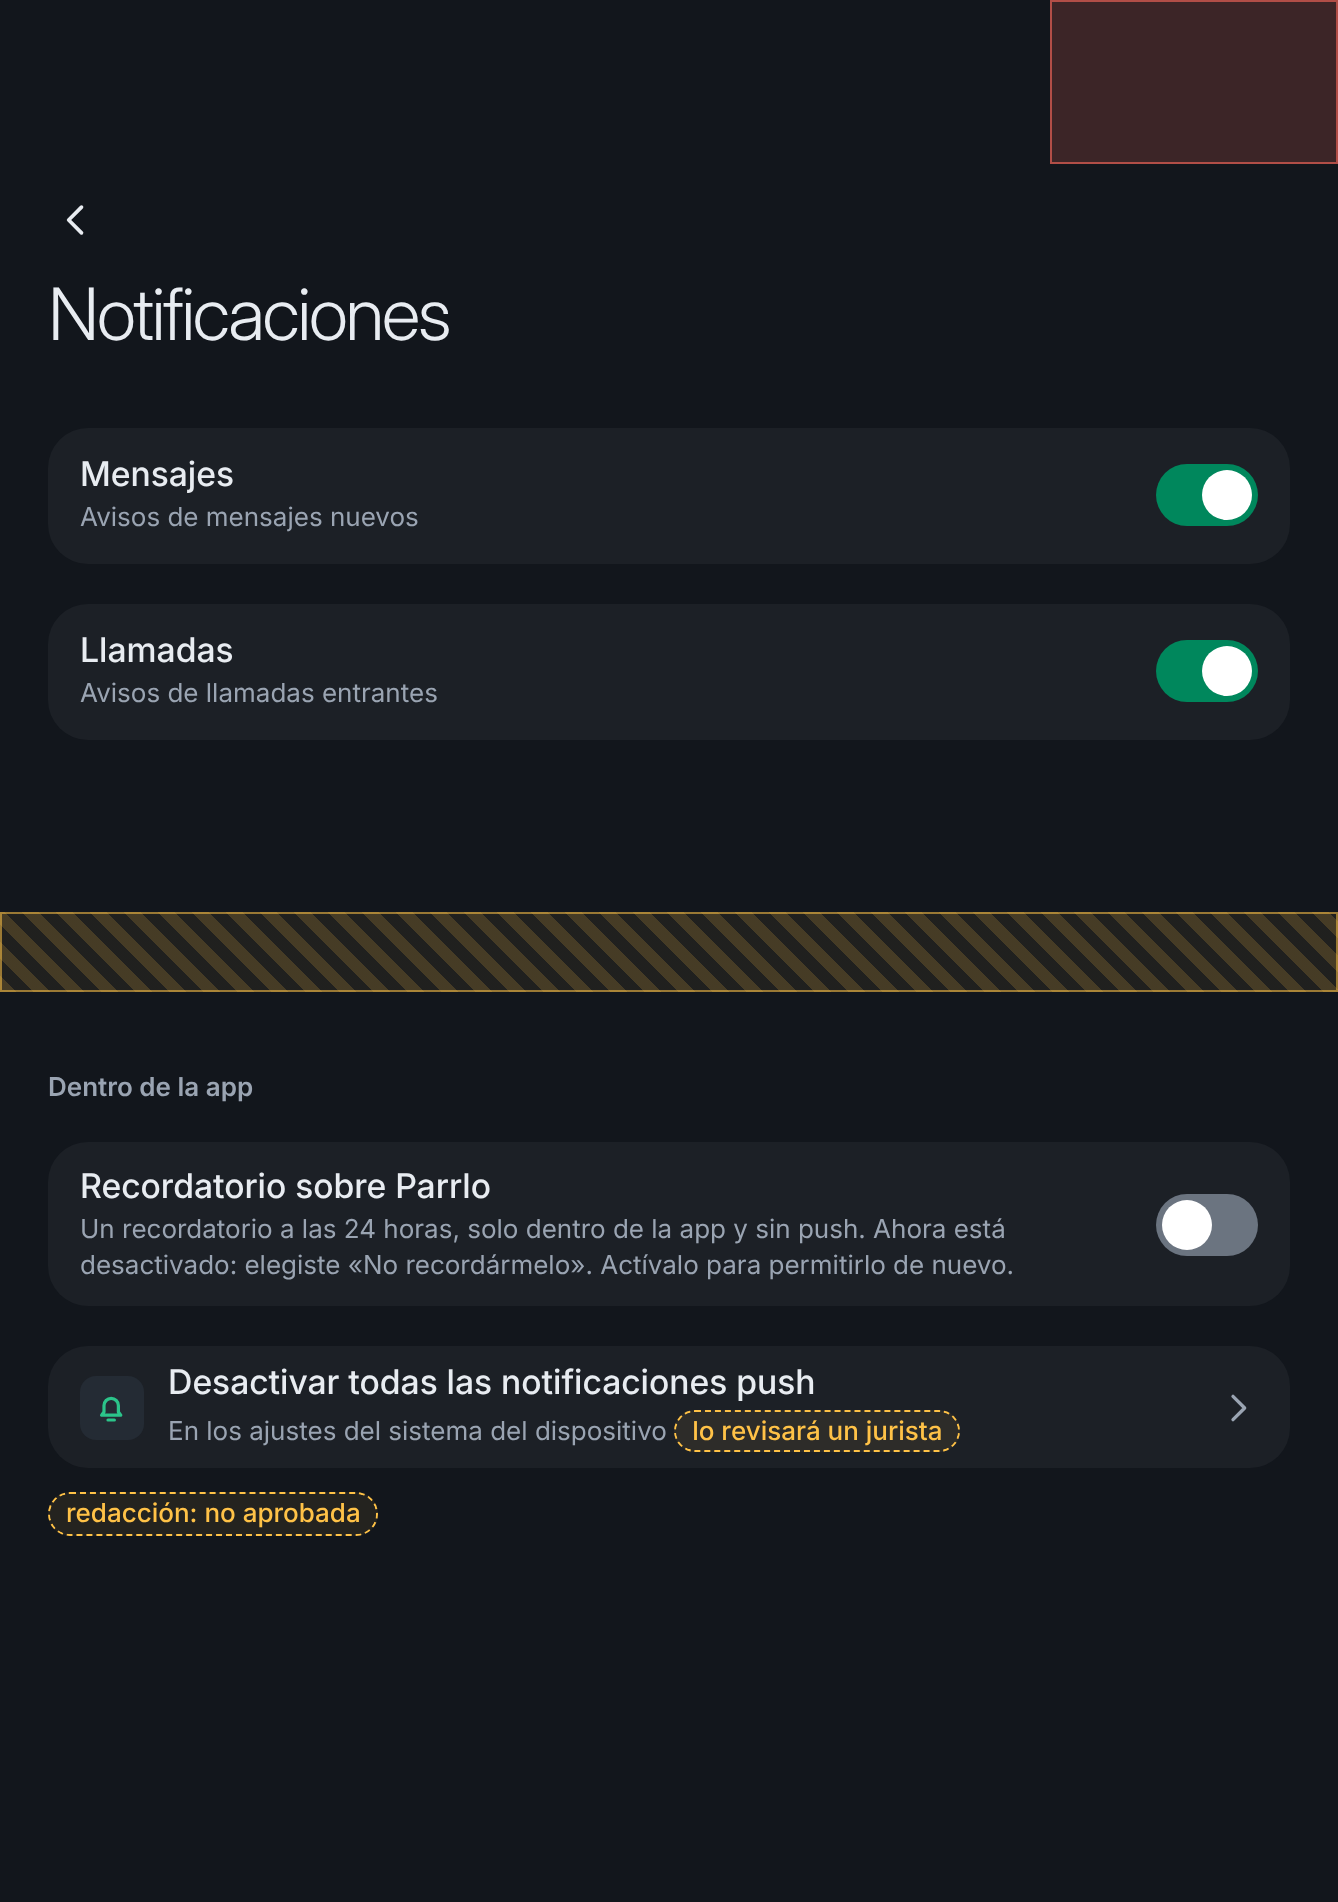 Notificaciones
Mensajes
Avisos de mensajes nuevos
Llamadas
Avisos de llamadas entrantes
Dentro de la app
Recordatorio sobre Parrlo
Un recordatorio a las 24 horas, solo dentro de la app y sin push. Ahora está
desactivado: elegiste «No recordármelo». Actívalo para permitirlo de nuevo.
Desactivar todas las notificaciones push
En los ajustes del sistema del dispositivo lo revisará un jurista
redacción: no aprobada